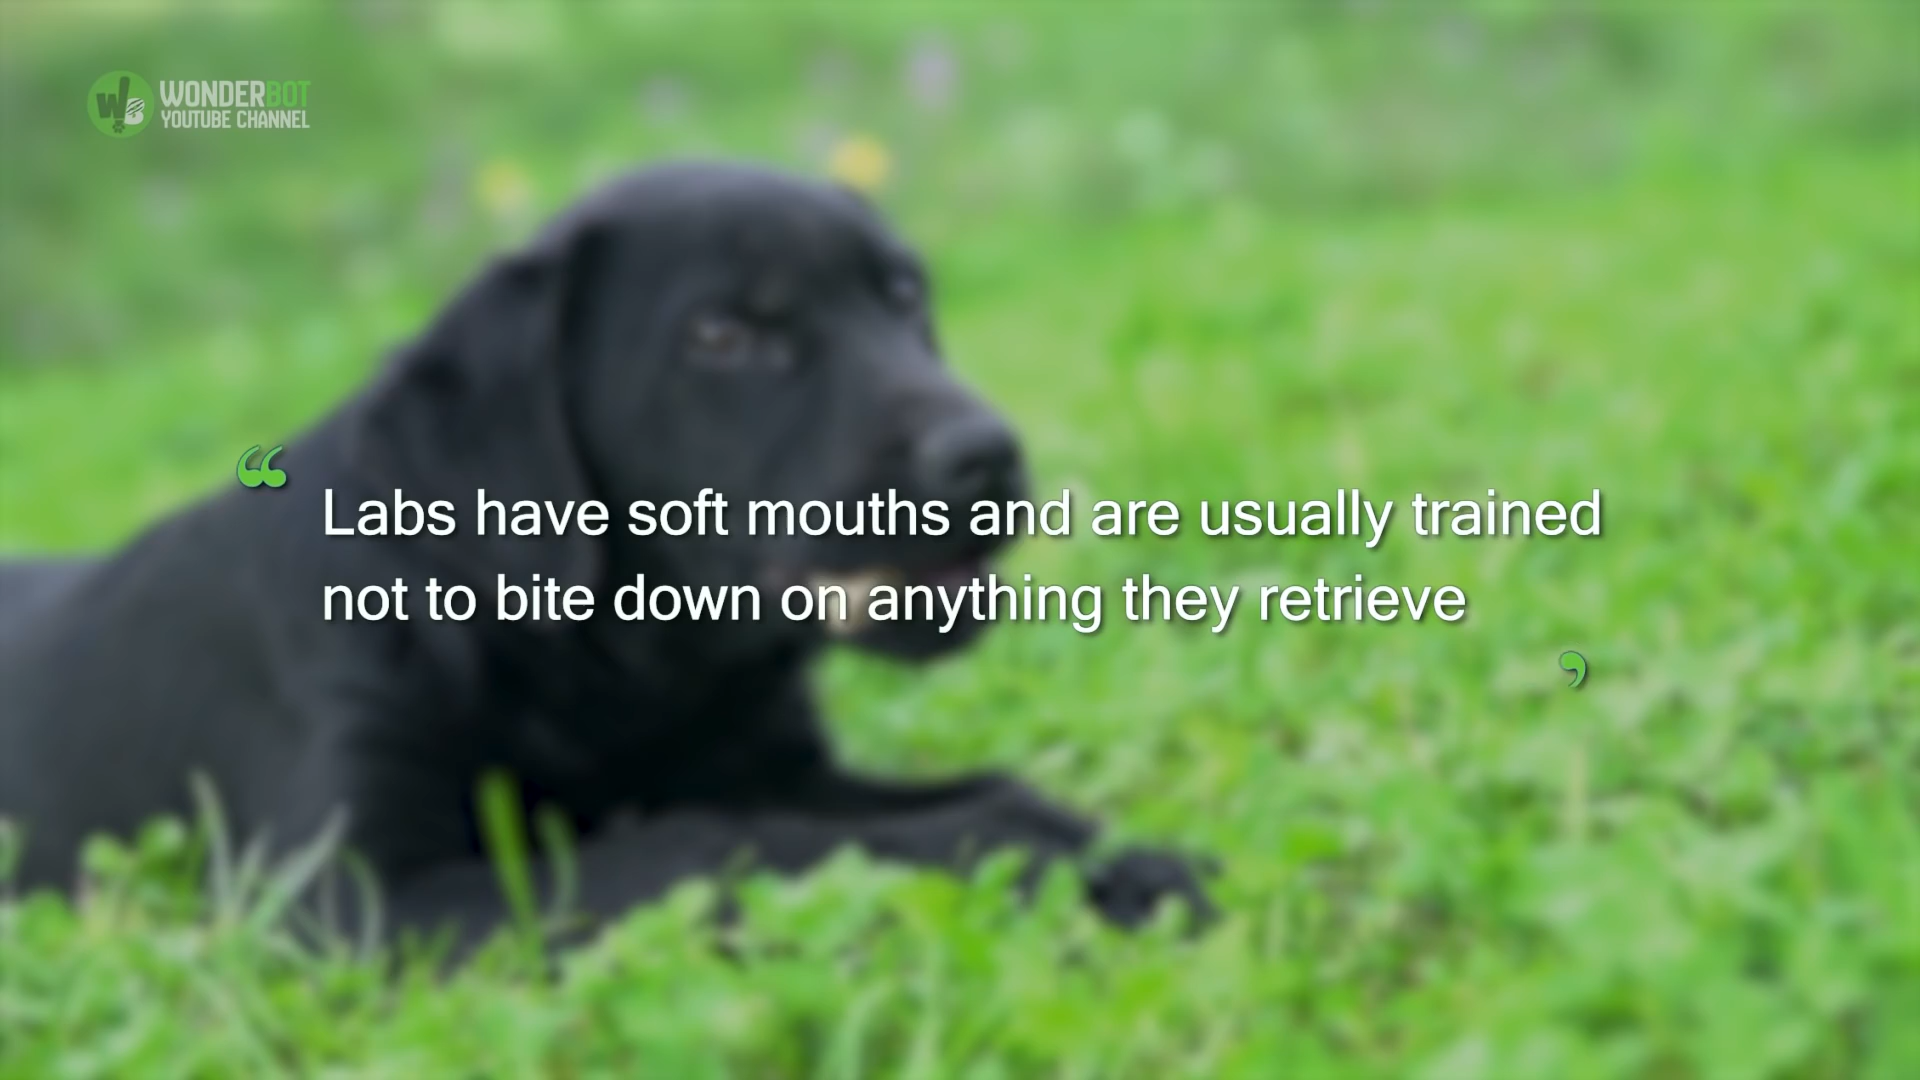 WONDERBOT
YOUTUBE CHANNEL
“
Labs have soft mouths and are usually trained
not to bite down on anything they retrieve
’